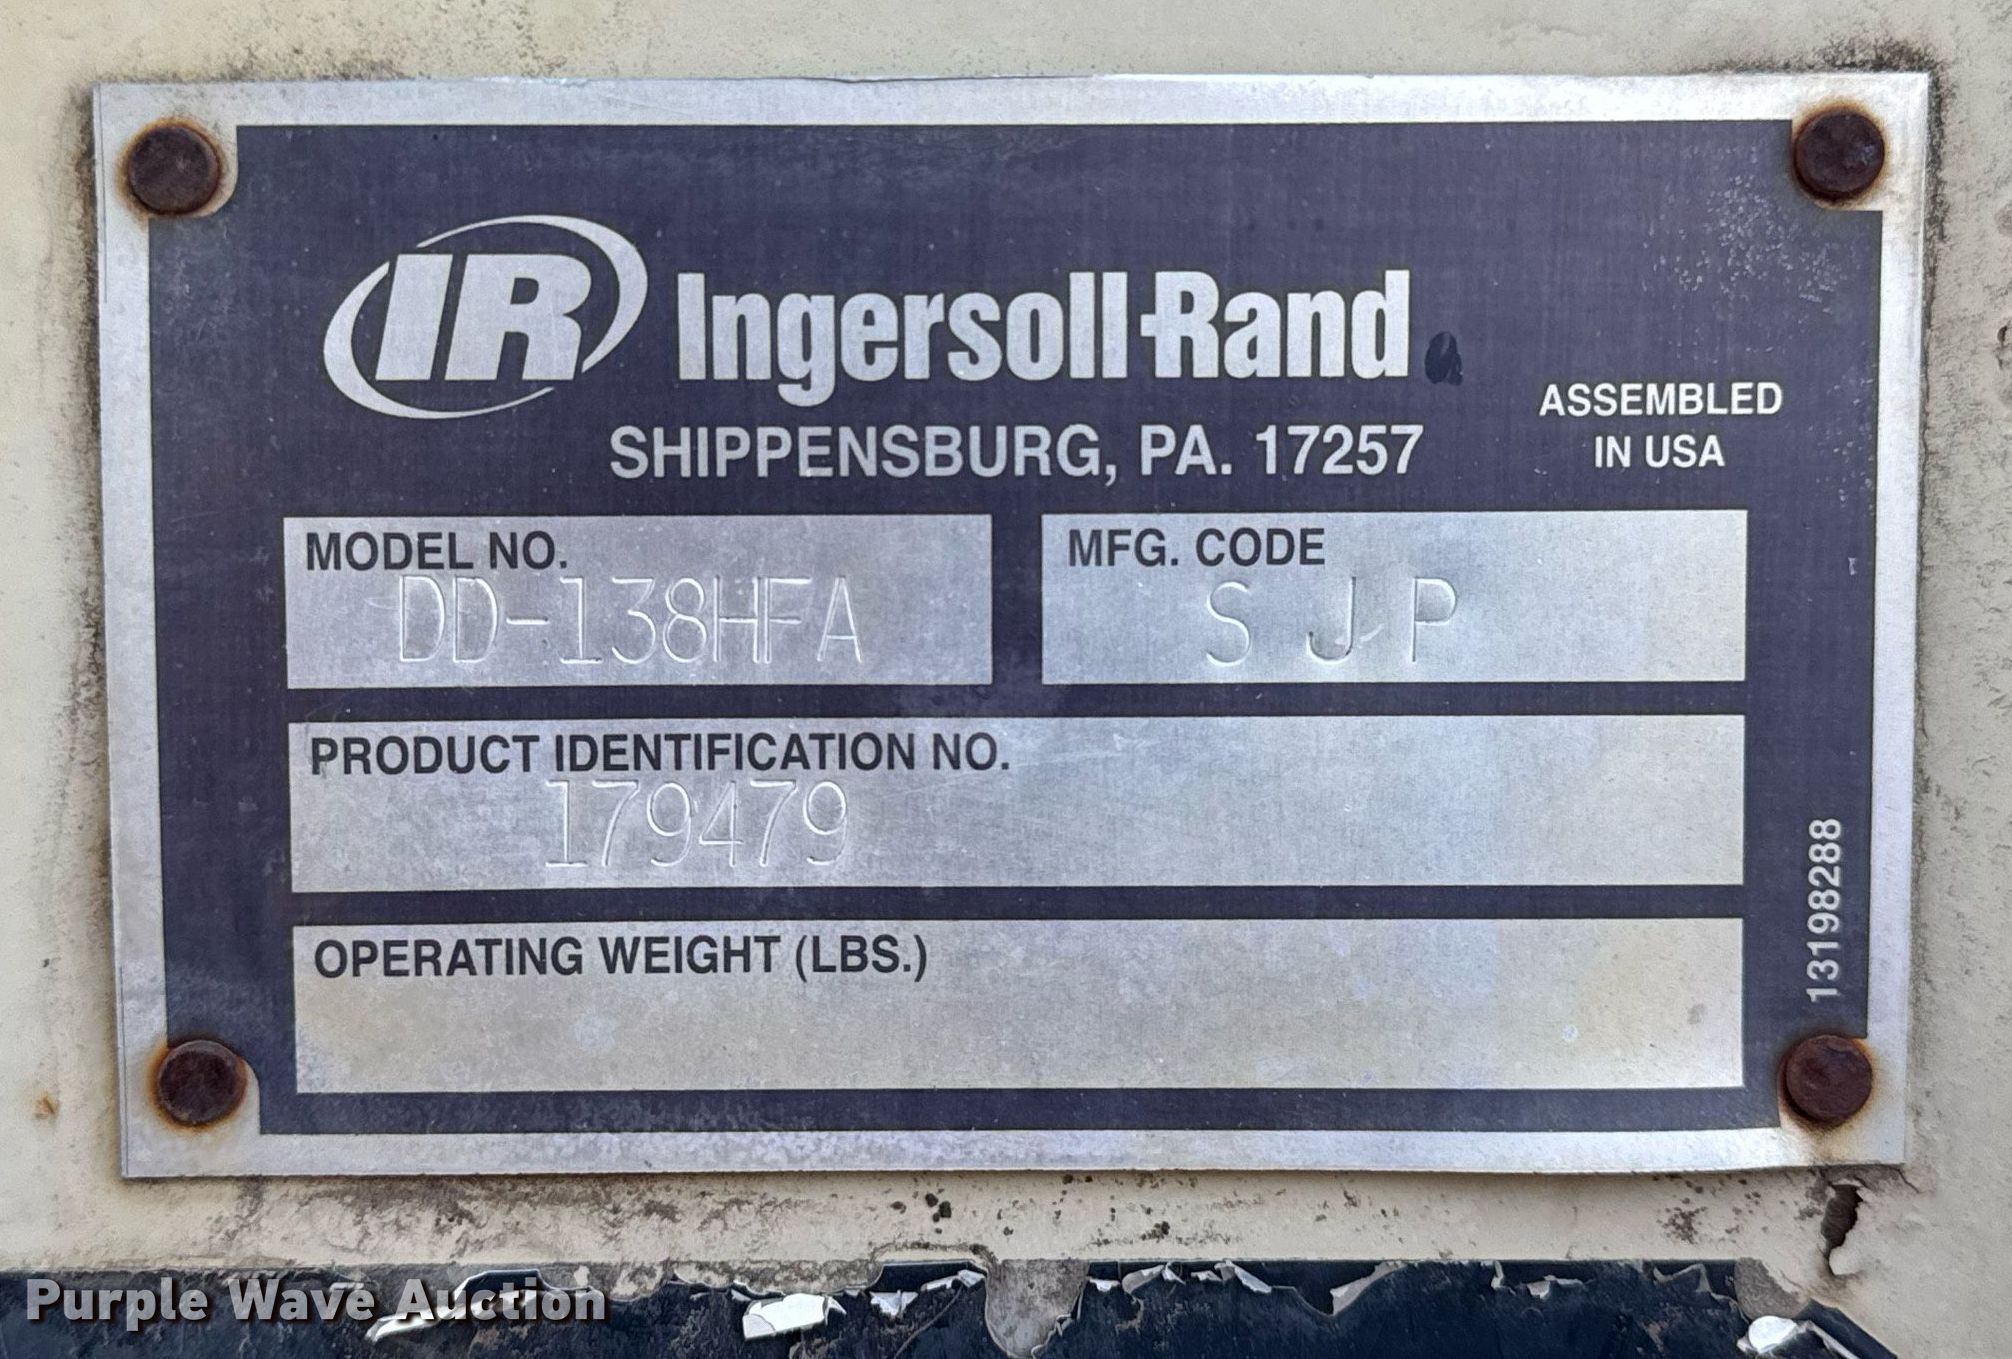 IR Ingersoll-Rand
SHIPPENSBURG, PA. 17257
ASSEMBLED
IN USA
MODEL NO.
DD-138HFA
MFG. CODE
S J P
PRODUCT IDENTIFICATION NO.
179479
OPERATING WEIGHT (LBS.)
13198288
Purple Wave Auction